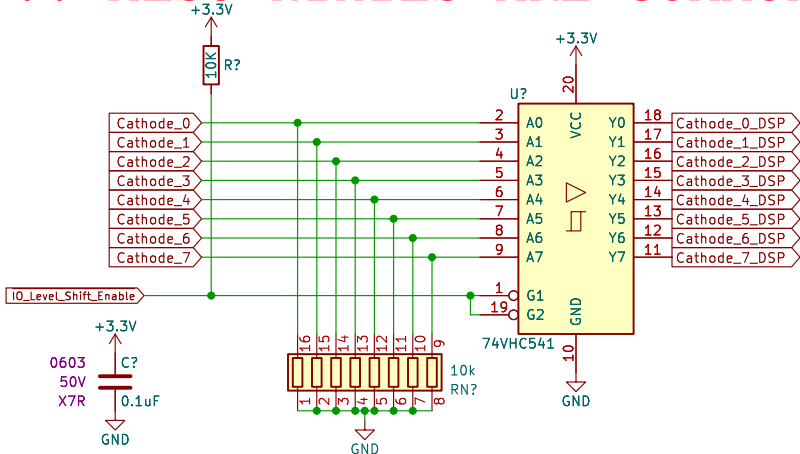 +3.3V
10K
R?
+3.3V
20
U?
VCC
Cathode_0
2
A0
Y0
18
Cathode_0_DSP
Cathode_1
3
A1
Y1
17
Cathode_1_DSP
Cathode_2
4
A2
Y2
16
Cathode_2_DSP
Cathode_3
5
A3
Y3
15
Cathode_3_DSP
Cathode_4
6
A4
Y4
14
Cathode_4_DSP
Cathode_5
7
A5
Y5
13
Cathode_5_DSP
Cathode_6
8
A6
Y6
12
Cathode_6_DSP
Cathode_7
9
A7
Y7
11
Cathode_7_DSP
IO_Level_Shift_Enable
1
G1
19
G2
GND
74VHC541
10
GND
+3.3V
0603
C?
50V
X7R
0.1uF
GND
16
15
14
13
12
11
10
9
10k
RN?
1
2
3
4
5
6
7
8
GND